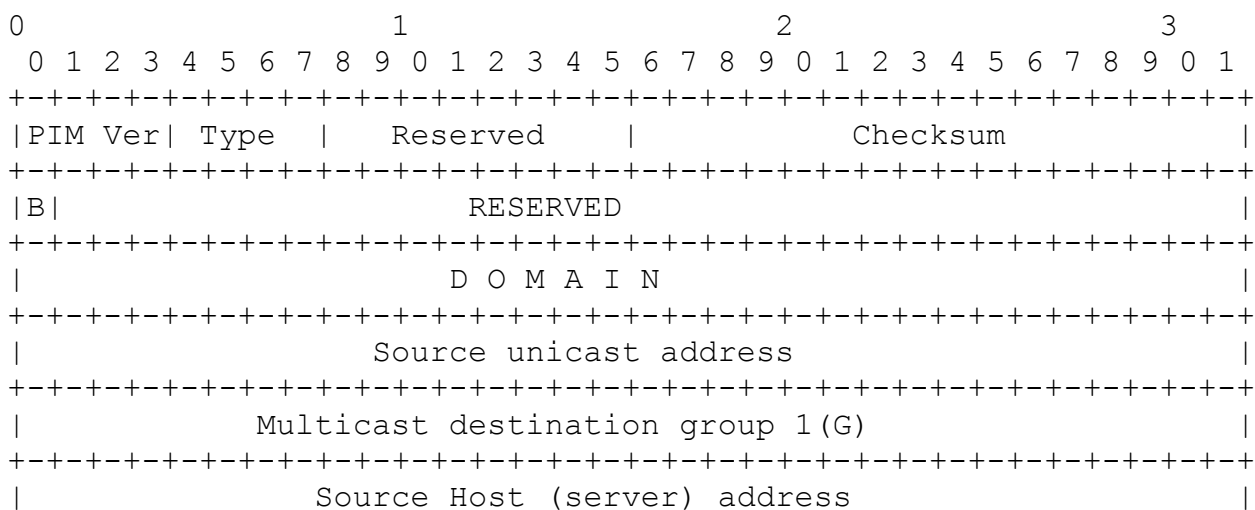 0                   1                   2                   3
 0 1 2 3 4 5 6 7 8 9 0 1 2 3 4 5 6 7 8 9 0 1 2 3 4 5 6 7 8 9 0 1
+-+-+-+-+-+-+-+-+-+-+-+-+-+-+-+-+-+-+-+-+-+-+-+-+-+-+-+-+-+-+-+-+
|PIM Ver| Type  |   Reserved    |           Checksum            |
+-+-+-+-+-+-+-+-+-+-+-+-+-+-+-+-+-+-+-+-+-+-+-+-+-+-+-+-+-+-+-+-+
|B|                     RESERVED                                |
+-+-+-+-+-+-+-+-+-+-+-+-+-+-+-+-+-+-+-+-+-+-+-+-+-+-+-+-+-+-+-+-+
|                      D O M A I N                              |
+-+-+-+-+-+-+-+-+-+-+-+-+-+-+-+-+-+-+-+-+-+-+-+-+-+-+-+-+-+-+-+-+
|                  Source unicast address                       |
+-+-+-+-+-+-+-+-+-+-+-+-+-+-+-+-+-+-+-+-+-+-+-+-+-+-+-+-+-+-+-+-+
|            Multicast destination group 1(G)                   |
+-+-+-+-+-+-+-+-+-+-+-+-+-+-+-+-+-+-+-+-+-+-+-+-+-+-+-+-+-+-+-+-+
|               Source Host (server) address                    |